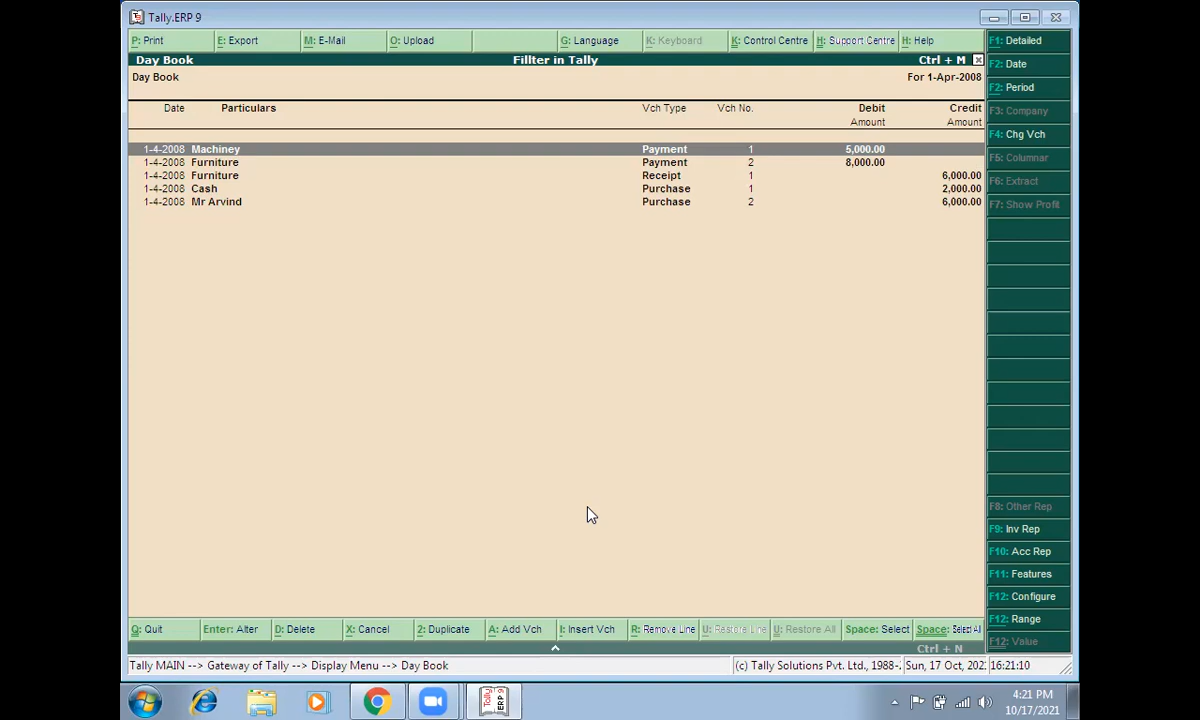 Tally.ERP 9
P: Print E: Export M: E-Mail O: Upload G: Language K: Keyboard K: Control Centre H: Support Centre H: Help
Day Book Fillter in Tally Ctrl + M
Day Book For 1-Apr-2008
Date Particulars Vch Type Vch No. Debit Credit
Amount Amount
1-4-2008 Machiney Payment 1 5,000.00
1-4-2008 Furniture Payment 2 8,000.00
1-4-2008 Furniture Receipt 1 6,000.00
1-4-2008 Cash Purchase 1 2,000.00
1-4-2008 Mr Arvind Purchase 2 6,000.00
F1: Detailed
F2: Date
F2: Period
F3: Company
F4: Chg Vch
F5: Columnar
F6: Extract
F7: Show Profit
F8: Other Rep
F9: Inv Rep
F10: Acc Rep
F11: Features
F12: Configure
F12: Range
F12: Value
Q: Quit Enter: Alter D: Delete X: Cancel 2: Duplicate A: Add Vch I: Insert Vch R: Remove Line U: Restore Line U: Restore All Space: Select Space: Select All
Ctrl + N
Tally MAIN --> Gateway of Tally --> Display Menu --> Day Book (c) Tally Solutions Pvt. Ltd., 1988-. Sun, 17 Oct, 202 16:21:10
Tally ERP 9
4:21 PM
10/17/2021